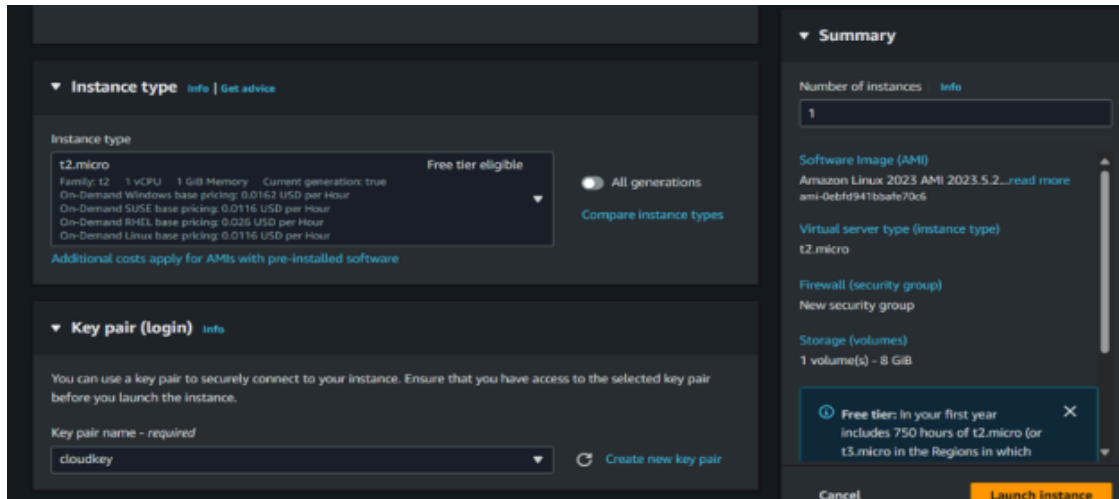 Instance type Info | Get advice
Instance type
t2.micro Free tier eligible
Family: t2 1 vCPU 1 GiB Memory Current generation: true
On-Demand Windows base pricing: 0.0162 USD per Hour
On-Demand SUSE base pricing: 0.0116 USD per Hour
On-Demand RHEL base pricing: 0.026 USD per Hour
On-Demand Linux base pricing: 0.0116 USD per Hour
All generations
Compare instance types
Additional costs apply for AMIs with pre-installed software
Key pair (login) Info
You can use a key pair to securely connect to your instance. Ensure that you have access to the selected key pair
before you launch the instance.
Key pair name - required
cloudkey
Create new key pair
Summary
Number of instances Info
1
Software Image (AMI)
Amazon Linux 2023 AMI 2023.5.2...read more
ami-0ebfd941bbafe70c6
Virtual server type (instance type)
t2.micro
Firewall (security group)
New security group
Storage (volumes)
1 volume(s) - 8 GiB
Free tier: In your first year
includes 750 hours of t2.micro (or
t3.micro in the Regions in which
Cancel
Launch instance